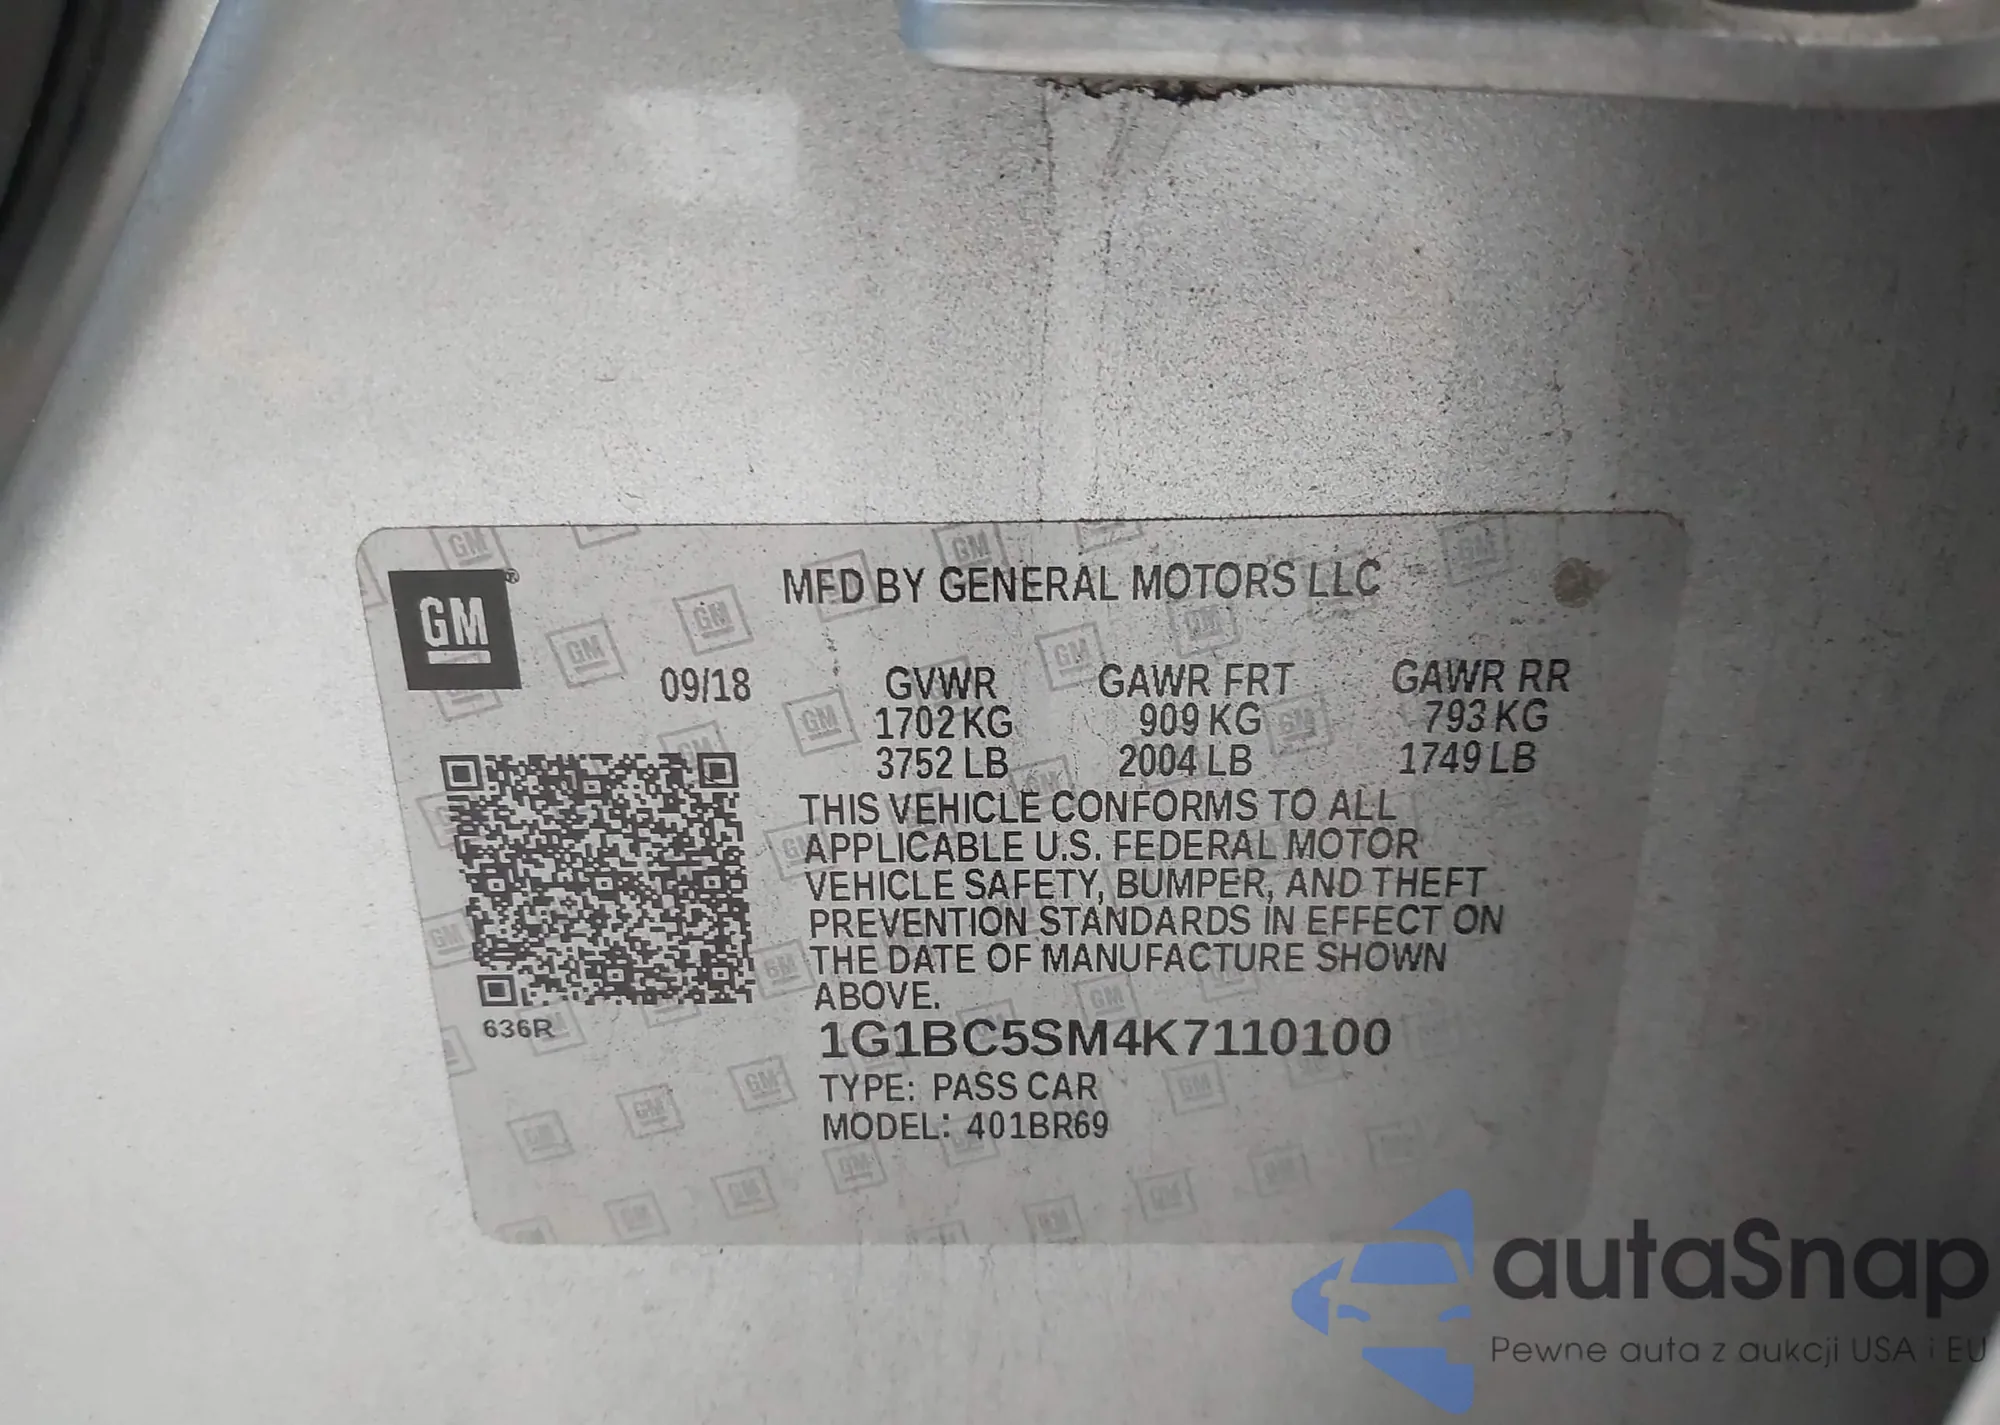 GM
MFD BY GENERAL MOTORS LLC
09/18 GVWR GAWR FRT GAWR RR
1702 KG 909 KG 793 KG
3752 LB 2004 LB 1749 LB
THIS VEHICLE CONFORMS TO ALL
APPLICABLE U.S. FEDERAL MOTOR
VEHICLE SAFETY, BUMPER, AND THEFT
PREVENTION STANDARDS IN EFFECT ON
THE DATE OF MANUFACTURE SHOWN
ABOVE.
636R
1G1BC5SM4K7110100
TYPE: PASS CAR
MODEL: 401BR69
autaSnap
Pewne auta z aukcji USA i EU